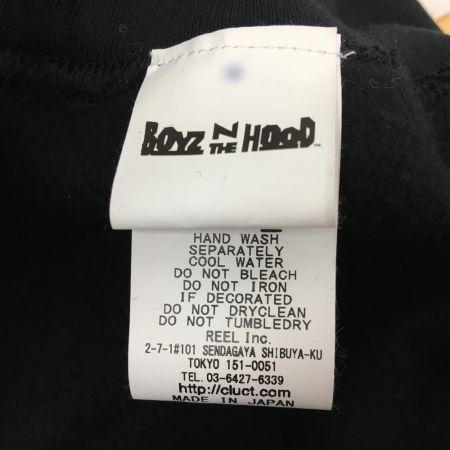 BOYZ N THE HOOD™
HAND WASH
SEPARATELY
COOL WATER
DO NOT BLEACH
DO NOT IRON
IF DECORATED
DO NOT DRYCLEAN
DO NOT TUMBLEDRY
REEL Inc.
2-7-1#101 SENDAGAYA SHIBUYA-KU
TOKYO 151-0051
TEL. 03-6427-6339
http://cluct.com
MADE IN JAPAN